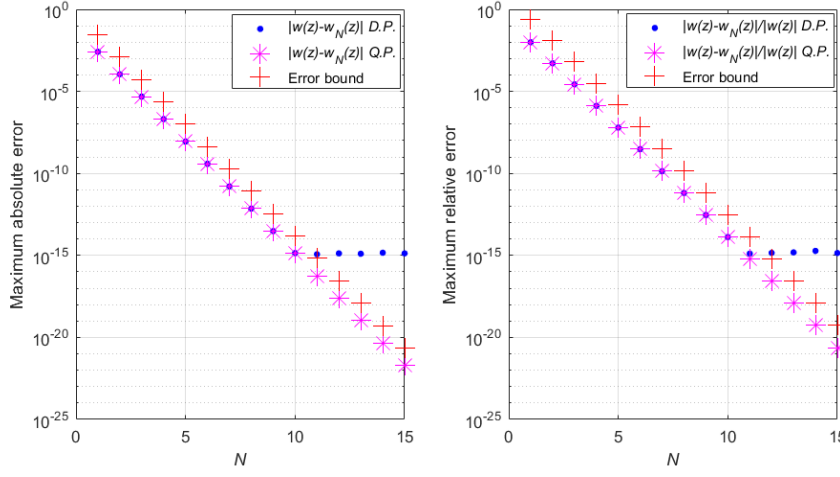 10^0
10^-5
10^-10
10^-15
10^-20
10^-25
Maximum absolute error
0 5 10 15
N
|w(z)-w_N(z)| D.P.
|w(z)-w_N(z)| Q.P.
Error bound
10^0
10^-5
10^-10
10^-15
10^-20
10^-25
Maximum relative error
0 5 10 15
N
|w(z)-w_N(z)|/|w(z)| D.P.
|w(z)-w_N(z)|/|w(z)| Q.P.
Error bound